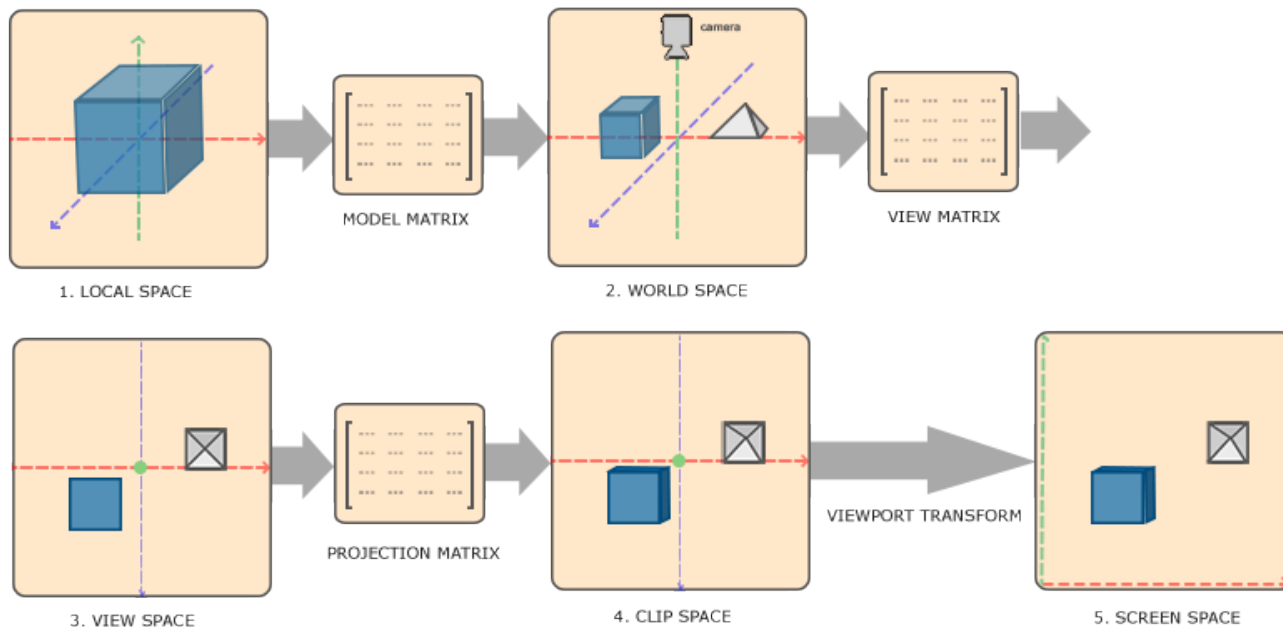 camera
MODEL MATRIX
VIEW MATRIX
1. LOCAL SPACE
2. WORLD SPACE
VIEWPORT TRANSFORM
PROJECTION MATRIX
3. VIEW SPACE
4. CLIP SPACE
5. SCREEN SPACE